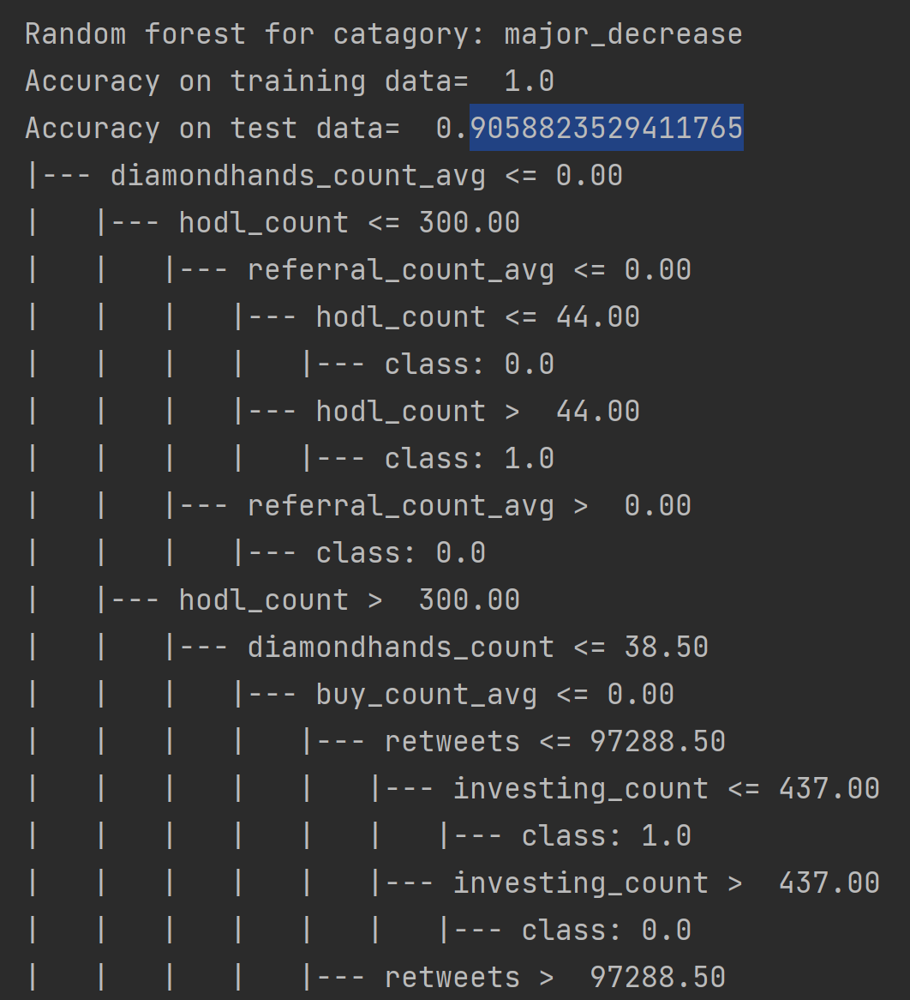 Random forest for catagory: major_decrease
Accuracy on training data=  1.0
Accuracy on test data=  0.9058823529411765
|--- diamondhands_count_avg <= 0.00
|   |--- hodl_count <= 300.00
|   |   |--- referral_count_avg <= 0.00
|   |   |   |--- hodl_count <= 44.00
|   |   |   |   |--- class: 0.0
|   |   |   |--- hodl_count >  44.00
|   |   |   |   |--- class: 1.0
|   |   |--- referral_count_avg >  0.00
|   |   |   |--- class: 0.0
|   |--- hodl_count >  300.00
|   |   |--- diamondhands_count <= 38.50
|   |   |   |--- buy_count_avg <= 0.00
|   |   |   |   |--- retweets <= 97288.50
|   |   |   |   |   |--- investing_count <= 437.00
|   |   |   |   |   |   |--- class: 1.0
|   |   |   |   |   |--- investing_count >  437.00
|   |   |   |   |   |   |--- class: 0.0
|   |   |   |   |--- retweets >  97288.50